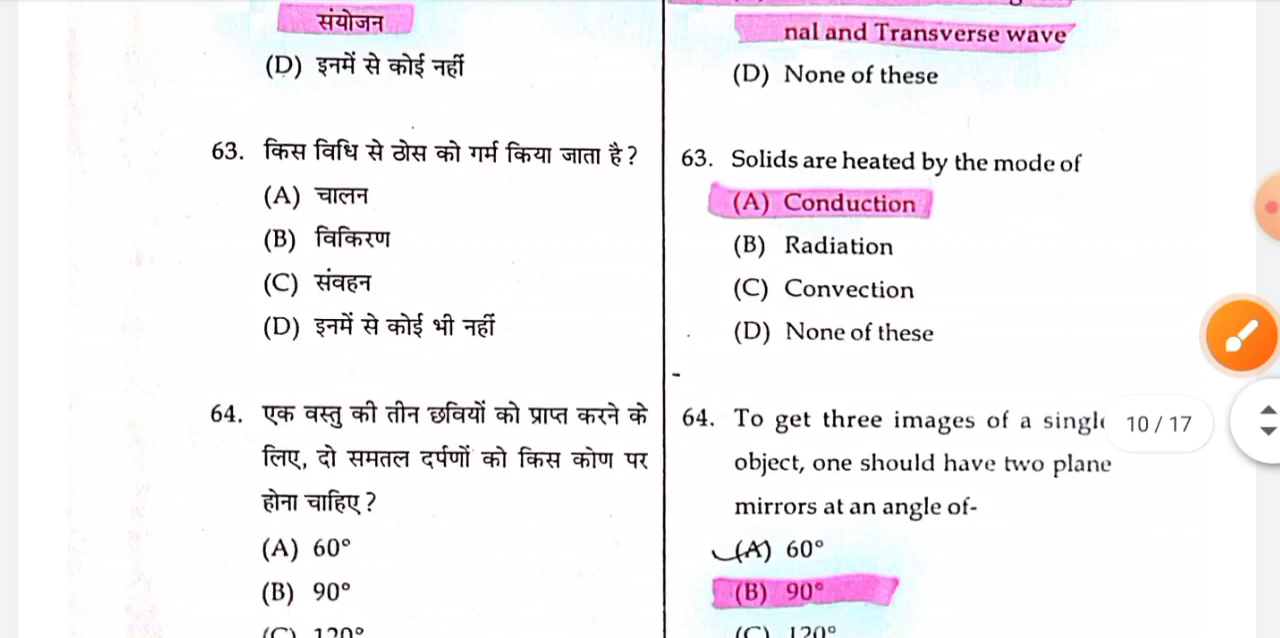 संयोजन
(D) इनमें से कोई नहीं
63. किस विधि से ठोस को गर्म किया जाता है?
(A) चालन
(B) विकिरण
(C) संवहन
(D) इनमें से कोई भी नहीं
64. एक वस्तु की तीन छवियों को प्राप्त करने के
लिए, दो समतल दर्पणों को किस कोण पर
होना चाहिए?
(A) 60°
(B) 90°
(C) 120°
nal and Transverse wave
(D) None of these
63. Solids are heated by the mode of
(A) Conduction
(B) Radiation
(C) Convection
(D) None of these
64. To get three images of a single
object, one should have two plane
mirrors at an angle of-
(A) 60°
(B) 90°
(C) 120°
10 / 17